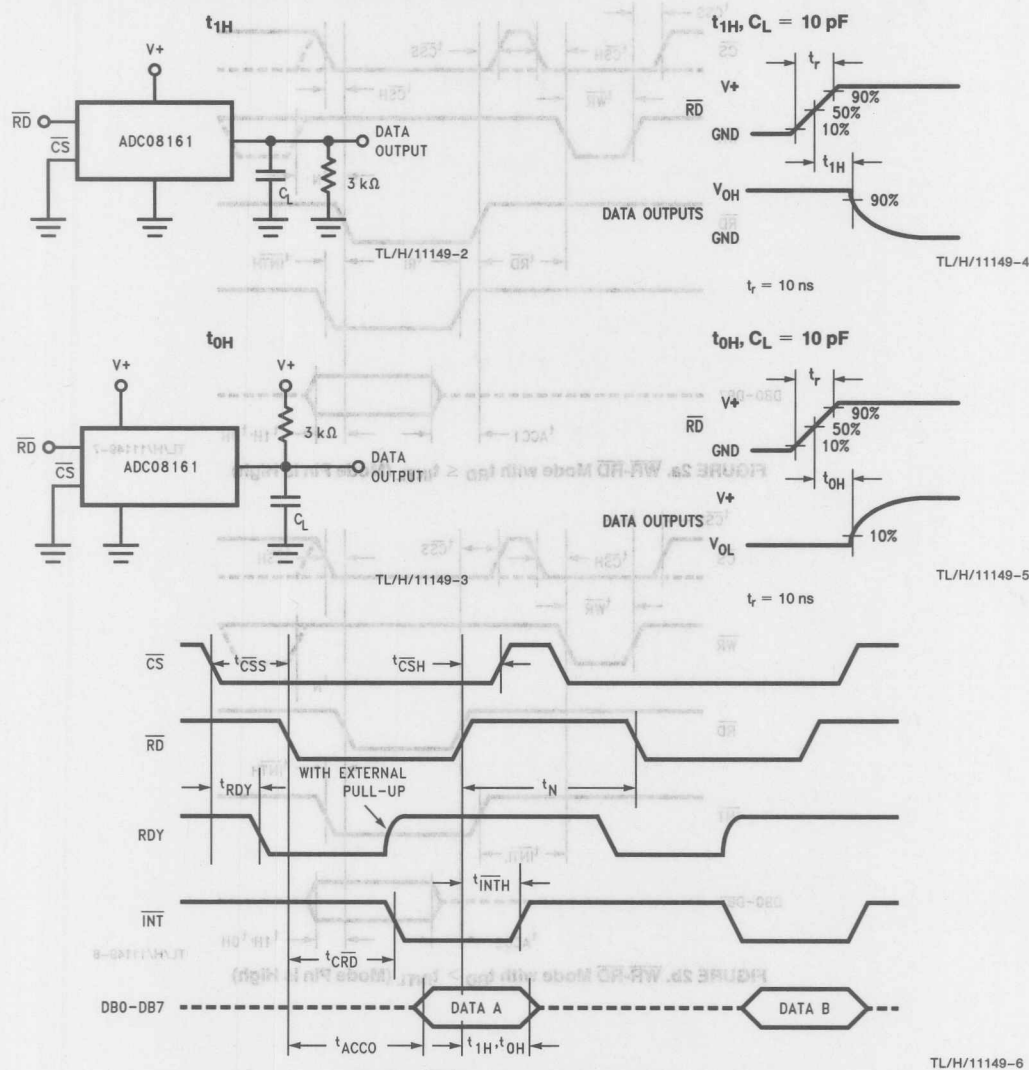 t1H
V+
RD
CS
ADC08161
DATA
OUTPUT
CL
3 kΩ
TL/H/11149-2
t1H, CL = 10 pF
tr
V+
RD
GND
90%
50%
10%
t1H
VOH
90%
DATA OUTPUTS
GND
TL/H/11149-4
tr = 10 ns
t0H
V+
V+
3 kΩ
RD
CS
ADC08161
DATA
OUTPUT
CL
TL/H/11149-3
t0H, CL = 10 pF
tr
V+
RD
GND
90%
50%
10%
t0H
V+
DATA OUTPUTS
VOL
10%
TL/H/11149-5
tr = 10 ns
CS
tCSS
tCSH
RD
tRDY
WITH EXTERNAL
PULL-UP
tN
RDY
tINTH
INT
tCRD
DB0-DB7
DATA A
DATA B
tACC0
t1H, t0H
TL/H/11149-6